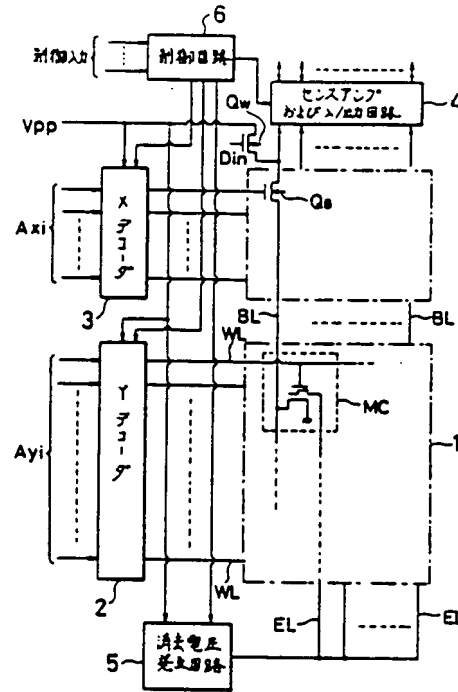 6
制御入力
制御回路
センスアンプ
および入/出力回路
4
Vpp
Qw
Din
Axi
Xデコーダ
3
Qs
BL
BL
WL
MC
Ayi
Yデコーダ
1
2
WL
EL
EL
5
消去電圧
発生回路